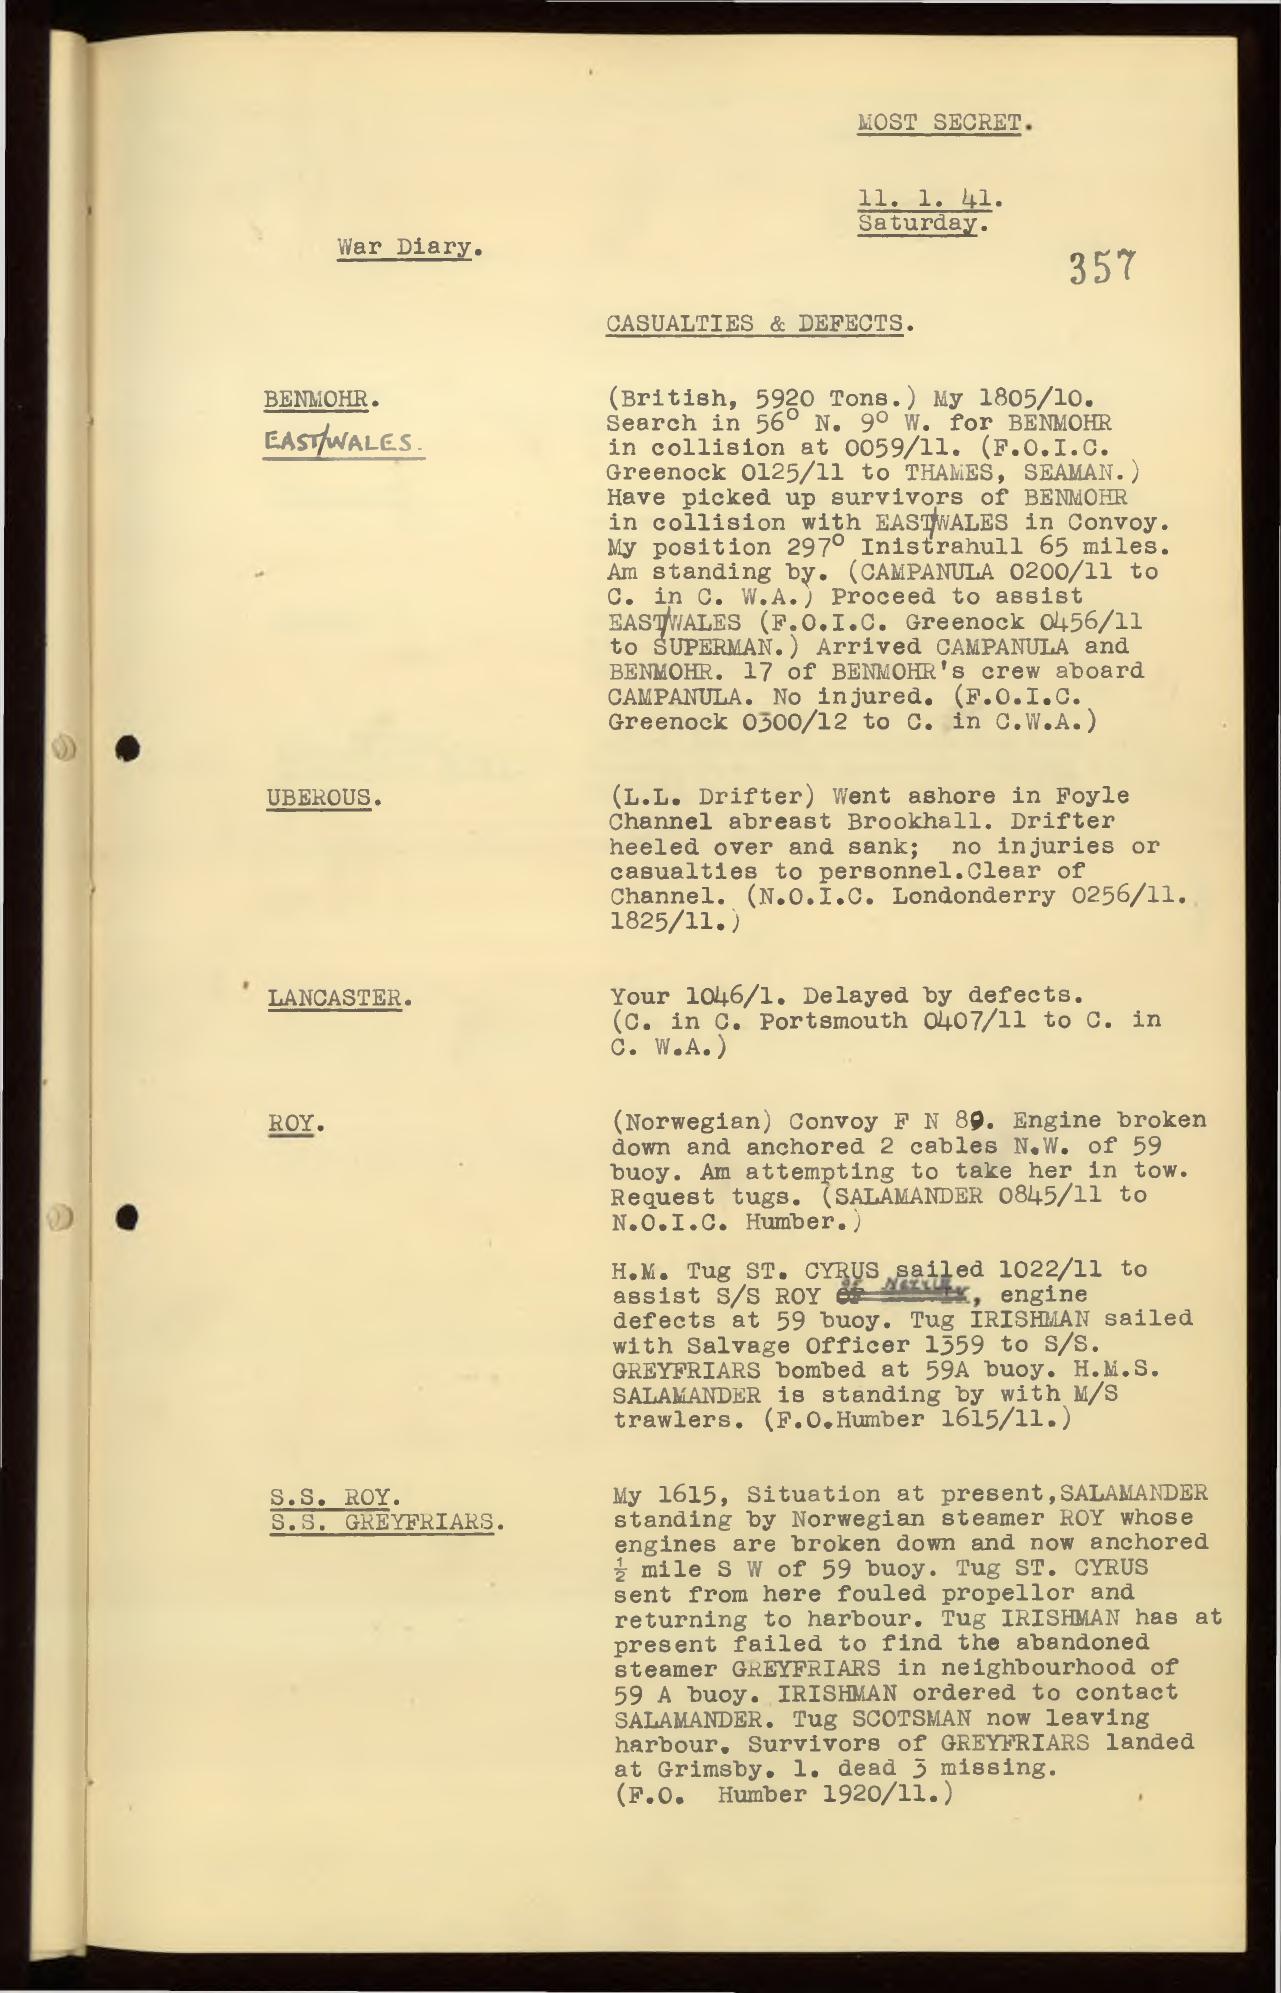 MOST SECRET.
11. 1. 41.
Saturday.
War Diary.
357
CASUALTIES & DEFECTS.
BENMOHR.
EAST/WALES.
(British, 5920 Tons.) My 1805/10.
Search in 56° N. 9° W. for BENMOHR
in collision at 0059/11. (F.O.I.C.
Greenock 0125/11 to THAMES, SEAMAN.)
Have picked up survivors of BENMOHR
in collision with EAST/WALES in Convoy.
My position 297° Inistrahull 65 miles.
Am standing by. (CAMPANULA 0200/11 to
C. in C. W.A.) Proceed to assist
EAST/WALES (F.O.I.C. Greenock 0456/11
to SUPERMAN.) Arrived CAMPANULA and
BENMOHR. 17 of BENMOHR's crew aboard
CAMPANULA. No injured. (F.O.I.C.
Greenock 0300/12 to C. in C.W.A.)
UBEROUS.
(L.L. Drifter) Went ashore in Foyle
Channel abreast Brookhall. Drifter
heeled over and sank; no injuries or
casualties to personnel.Clear of
Channel. (N.O.I.C. Londonderry 0256/11.
1825/11.)
LANCASTER.
Your 1046/1. Delayed by defects.
(C. in C. Portsmouth 0407/11 to C. in
C. W.A.)
ROY.
(Norwegian) Convoy F N 89. Engine broken
down and anchored 2 cables N.W. of 59
buoy. Am attempting to take her in tow.
Request tugs. (SALAMANDER 0845/11 to
N.O.I.C. Humber.)
H.M. Tug ST. CYRUS sailed 1022/11 to
assist S/S ROY , engine
defects at 59 buoy. Tug IRISHMAN sailed
with Salvage Officer 1359 to S/S.
GREYFRIARS bombed at 59A buoy. H.M.S.
SALAMANDER is standing by with M/S
trawlers. (F.O.Humber 1615/11.)
S.S. ROY.
S.S. GREYFRIARS.
My 1615, Situation at present,SALAMANDER
standing by Norwegian steamer ROY whose
engines are broken down and now anchored
½ mile S W of 59 buoy. Tug ST. CYRUS
sent from here fouled propellor and
returning to harbour. Tug IRISHMAN has at
present failed to find the abandoned
steamer GREYFRIARS in neighbourhood of
59 A buoy. IRISHMAN ordered to contact
SALAMANDER. Tug SCOTSMAN now leaving
harbour. Survivors of GREYFRIARS landed
at Grimsby. 1. dead 3 missing.
(F.O. Humber 1920/11.)